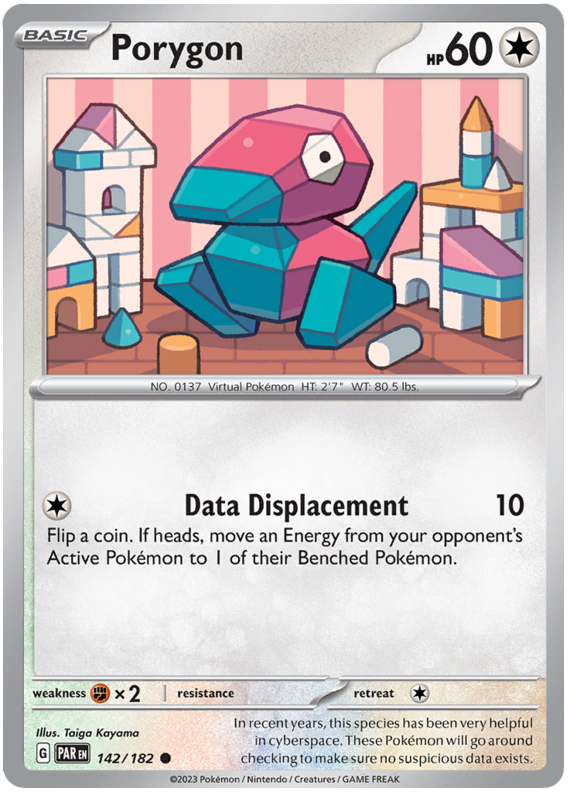 BASIC
Porygon
HP 60
NO. 0137 Virtual Pokémon HT: 2'7" WT: 80.5 lbs.
Data Displacement 10
Flip a coin. If heads, move an Energy from your opponent's
Active Pokémon to 1 of their Benched Pokémon.
weakness ×2 resistance retreat
Illus. Taiga Kayama
G PAR EN 142/182
In recent years, this species has been very helpful
in cyberspace. These Pokémon will go around
checking to make sure no suspicious data exists.
©2023 Pokémon / Nintendo / Creatures / GAME FREAK